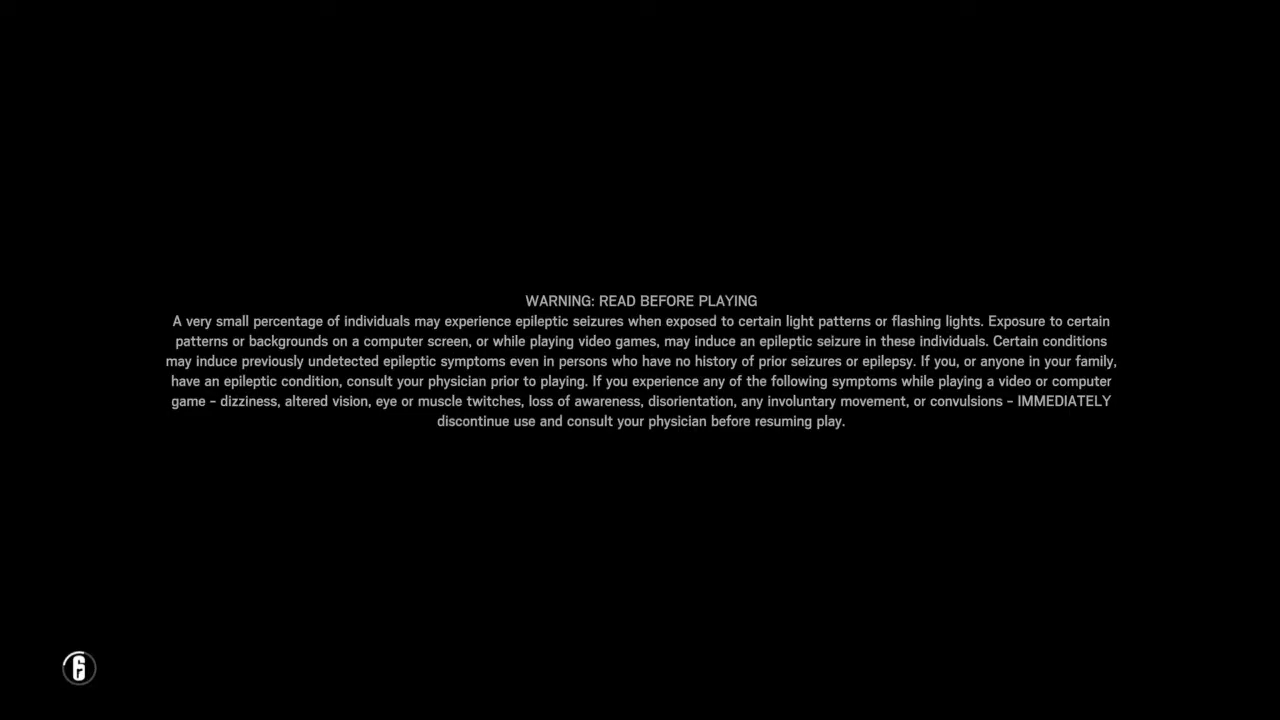 WARNING: READ BEFORE PLAYING
A very small percentage of individuals may experience epileptic seizures when exposed to certain light patterns or flashing lights. Exposure to certain
patterns or backgrounds on a computer screen, or while playing video games, may induce an epileptic seizure in these individuals. Certain conditions
may induce previously undetected epileptic symptoms even in persons who have no history of prior seizures or epilepsy. If you, or anyone in your family,
have an epileptic condition, consult your physician prior to playing. If you experience any of the following symptoms while playing a video or computer
game - dizziness, altered vision, eye or muscle twitches, loss of awareness, disorientation, any involuntary movement, or convulsions - IMMEDIATELY
discontinue use and consult your physician before resuming play.
6